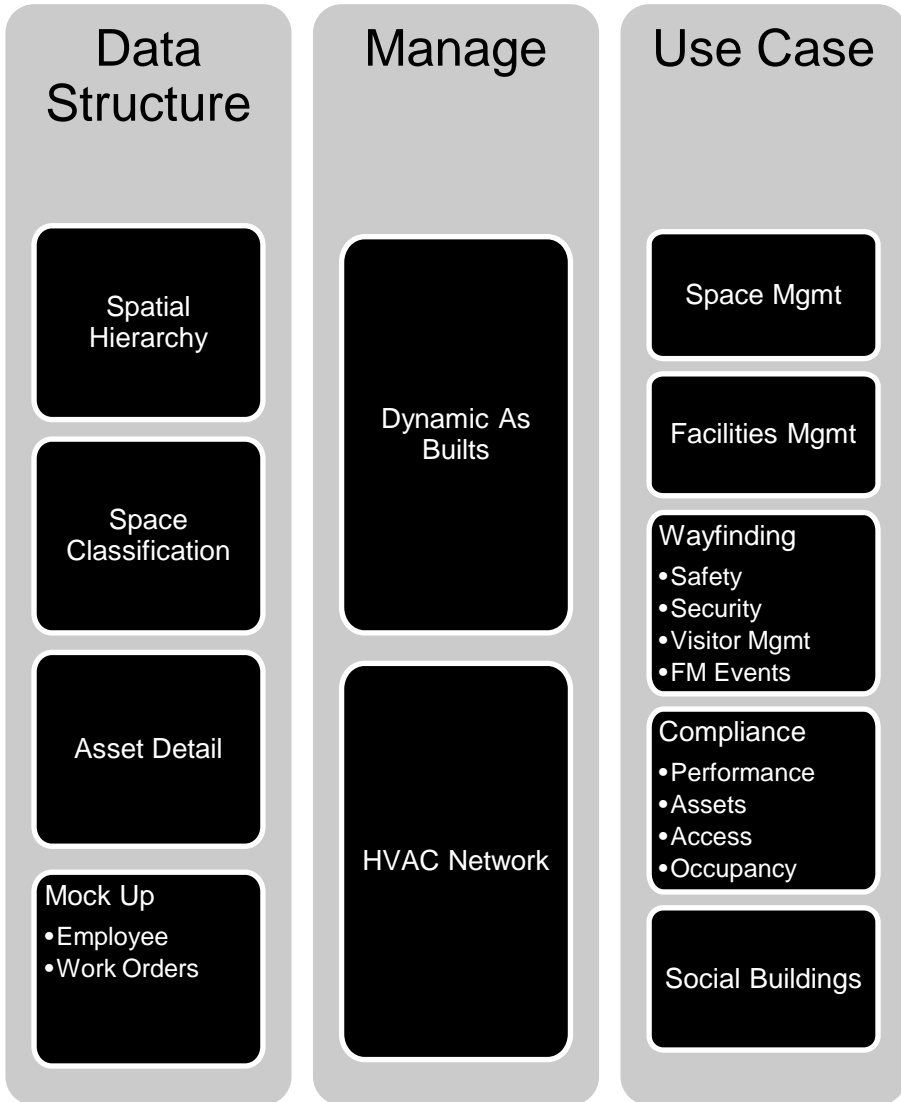 Data
Structure
Spatial
Hierarchy
Space
Classification
Asset Detail
Mock Up
•Employee
•Work Orders
Manage
Dynamic As
Builts
HVAC Network
Use Case
Space Mgmt
Facilities Mgmt
Wayfinding
•Safety
•Security
•Visitor Mgmt
•FM Events
Compliance
•Performance
•Assets
•Access
•Occupancy
Social Buildings